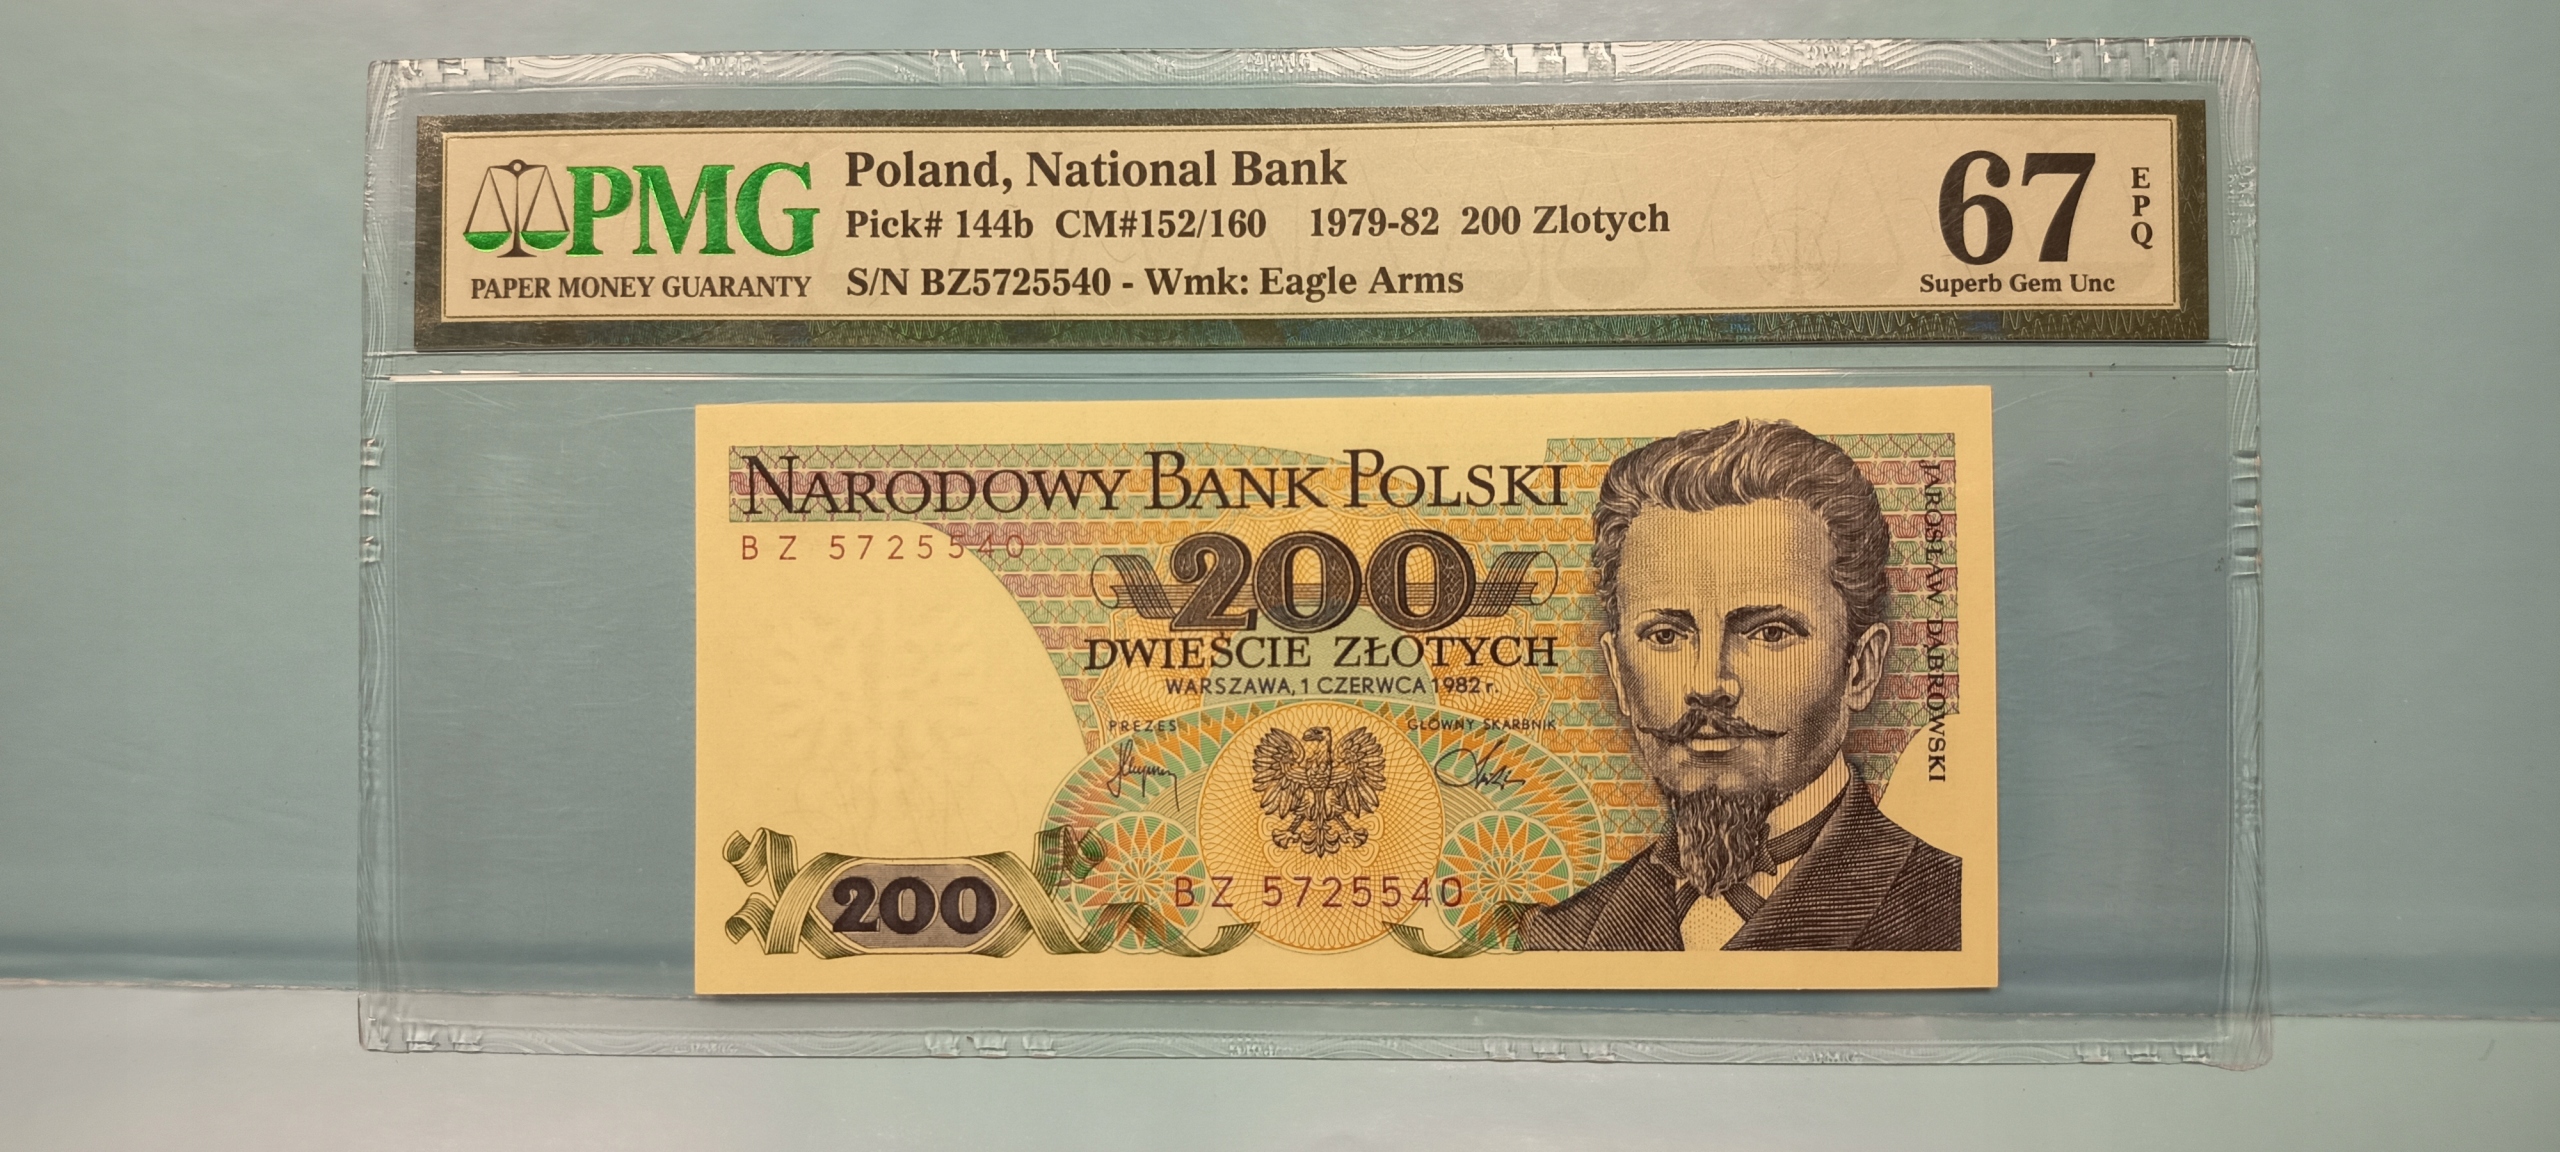 PMG
PAPER MONEY GUARANTY
Poland, National Bank
Pick# 144b CM#152/160 1979-82 200 Zlotych
S/N BZ5725540 - Wmk: Eagle Arms
67
EPQ
Superb Gem Unc
NARODOWY BANK POLSKI
BZ 5725540
200
DWIEŚCIE ZŁOTYCH
WARSZAWA, 1 CZERWCA 1982 r.
PREZES
GŁÓWNY SKARBNIK
BZ 5725540
200
JAROSŁAW DĄBROWSKI